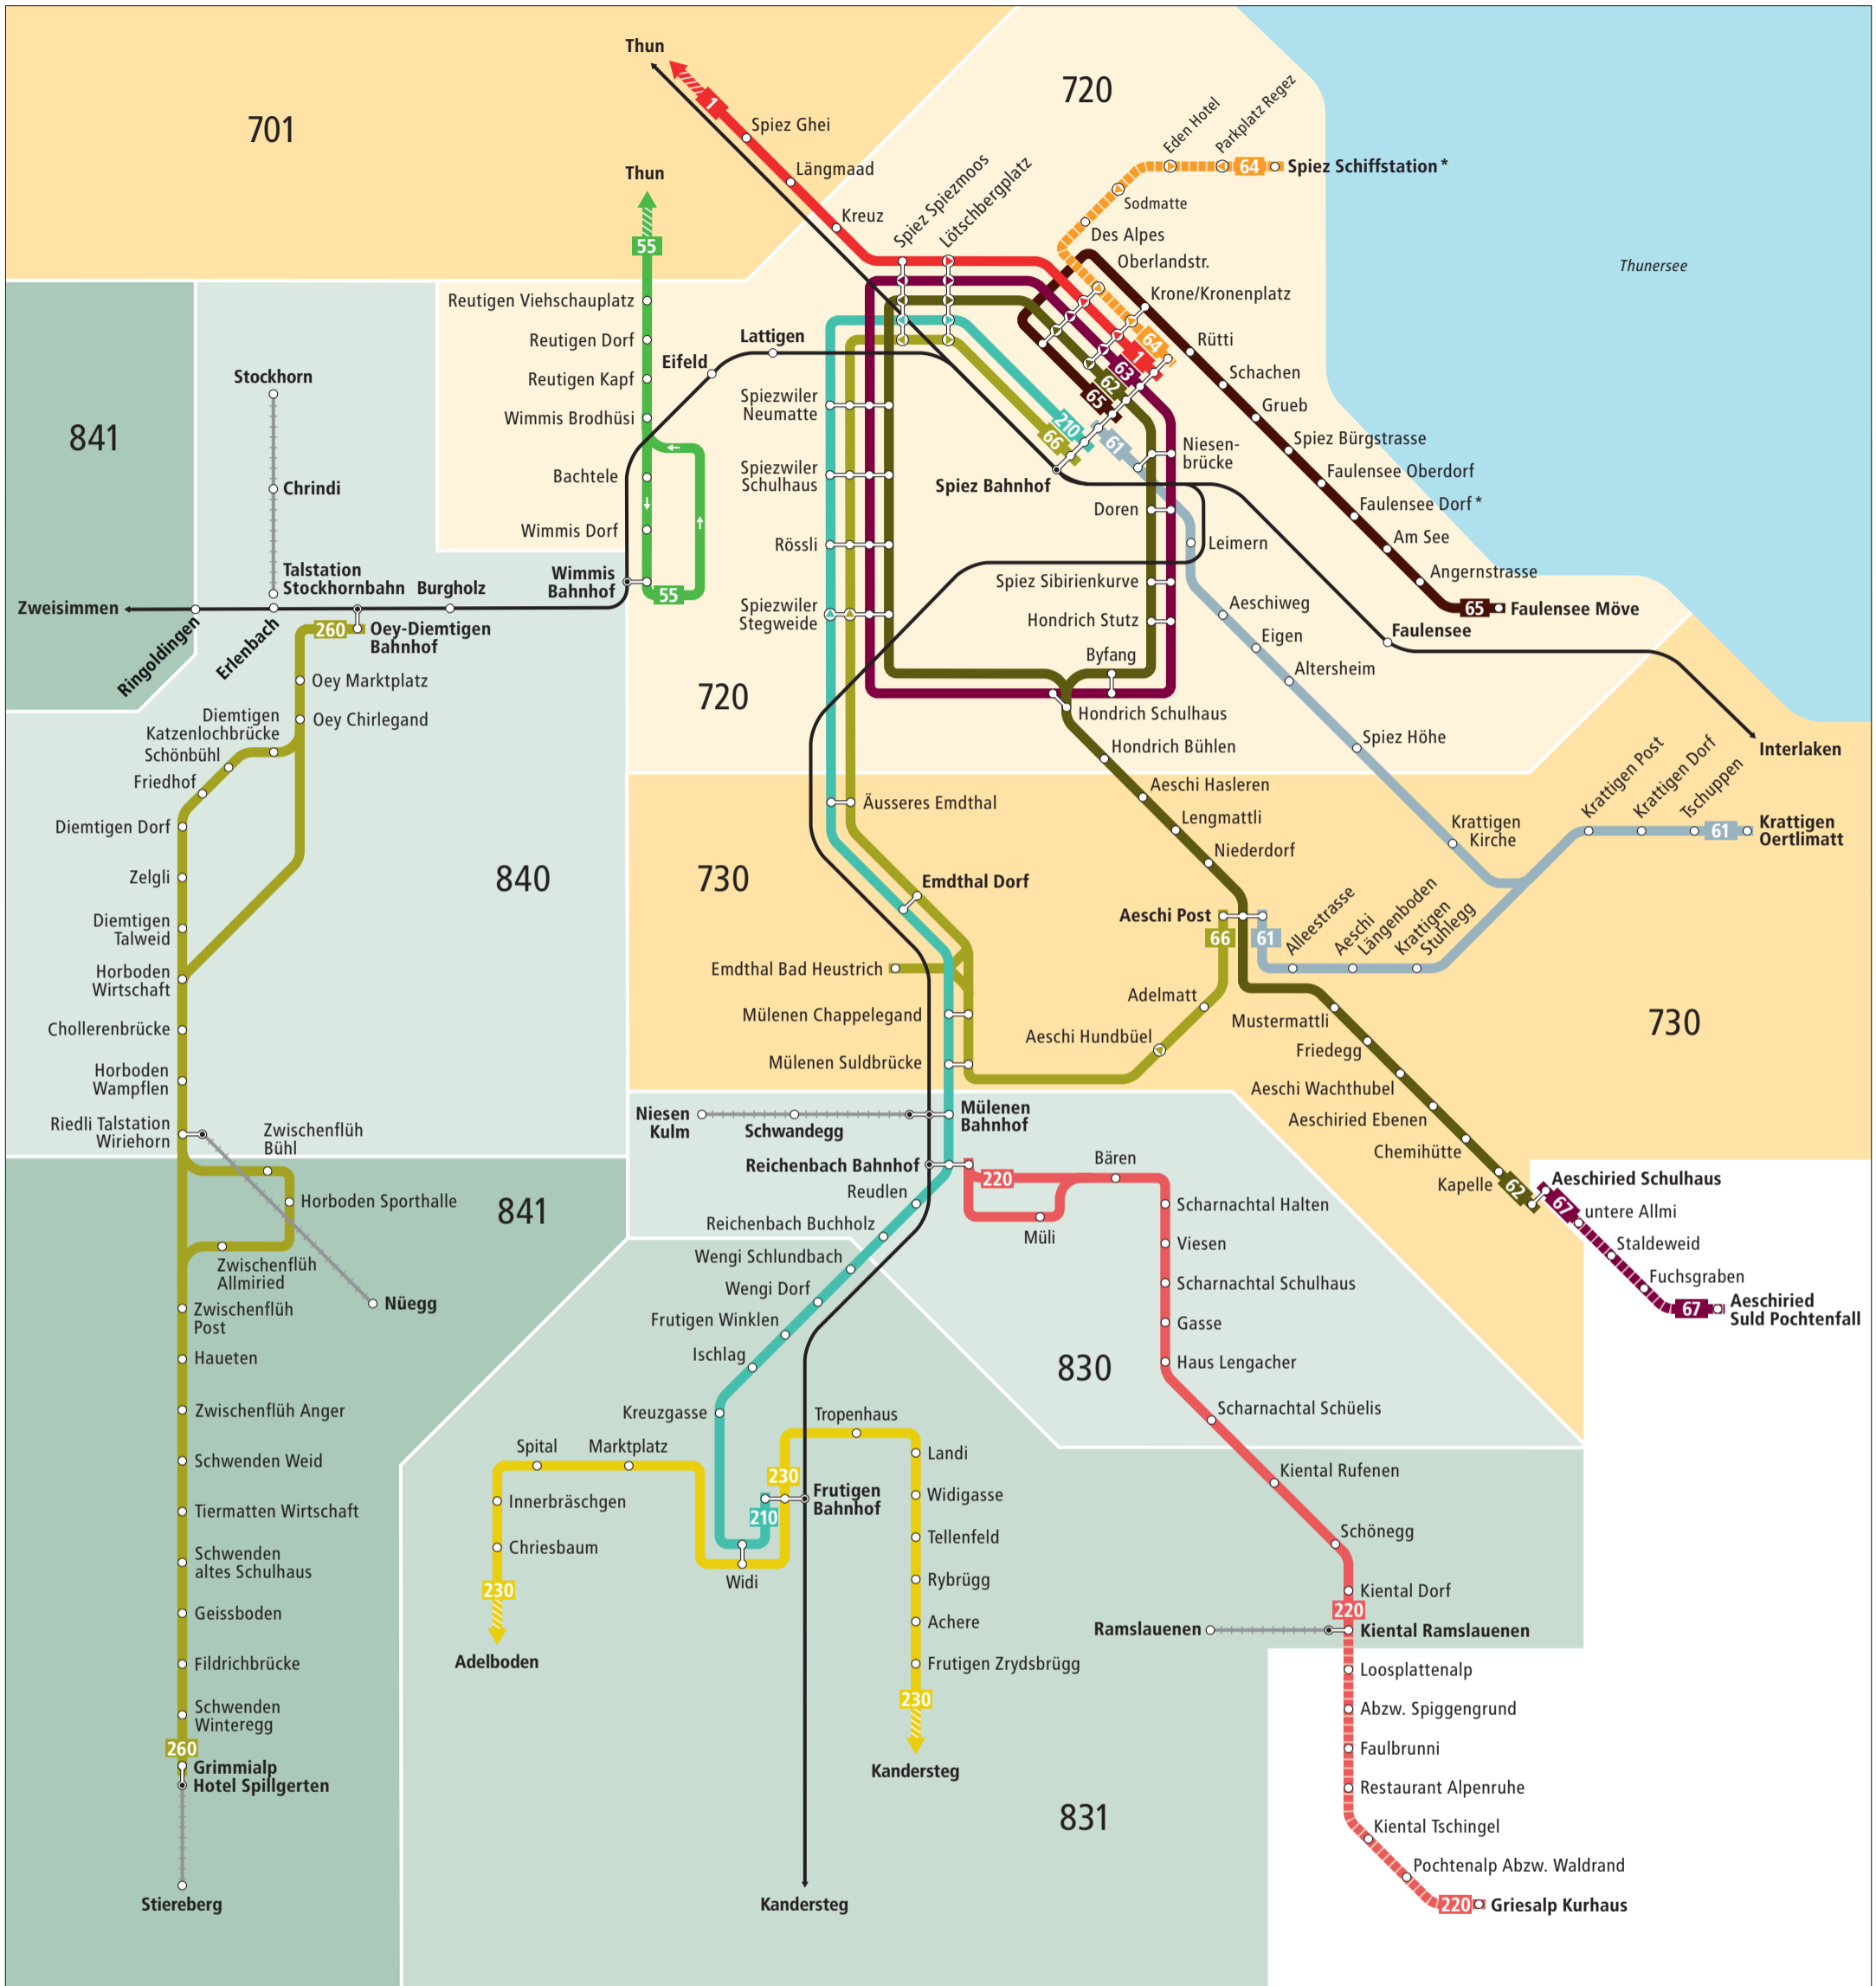 Thun
1
701
720
Spiez Ghei
Längmaad
Kreuz
Thun
55
Spiez Spiezmoos
Lötschbergplatz
Eden Hotel
Parkplatz Regez
64
Spiez Schiffstation *
Sodmatte
Des Alpes
Oberlandstr.
Krone/Kronenplatz
Rütti
Schachen
Grueb
Spiez Bürgstrasse
Faulensee Oberdorf
Faulensee Dorf *
Am See
Angernstrasse
65
Faulensee Möve
Thunersee
64
1
63
62
65
210
66
61
Reutigen Viehschauplatz
Reutigen Dorf
Reutigen Kapf
Wimmis Brodhüsi
Bachtele
Wimmis Dorf
Wimmis
Bahnhof
55
Eifeld
Lattigen
841
Stockhorn
Chrindi
Talstation
Stockhornbahn
Burgholz
Zweisimmen
Ringoldingen
Erlenbach
260
Oey-Diemtigen
Bahnhof
Spiezwiler
Neumatte
Spiezwiler
Schulhaus
Rössli
Spiezwiler
Stegweide
Spiez Bahnhof
Niesen-
brücke
Doren
Leimern
Spiez Sibirienkurve
Hondrich Stutz
Byfang
Hondrich Schulhaus
Hondrich Bühlen
Aeschiweg
Eigen
Altersheim
Spiez Höhe
Faulensee
Interlaken
720
Oey Marktplatz
Oey Chirlegand
Diemtigen
Katzenlochbrücke
Schönbühl
Friedhof
Diemtigen Dorf
Zelgli
Diemtigen
Talweid
Horboden
Wirtschaft
Chollerenbrücke
Horboden
Wampflen
Riedli Talstation
Wiriehorn
840
Äusseres Emdthal
730
Emdthal Dorf
Emdthal Bad Heustrich
Mülenen Chappelegand
Mülenen Suldbrücke
Aeschi Hasleren
Lengmattli
Niederdorf
Aeschi Post
66
61
Adelmatt
Aeschi Hundbüel
Alleestrasse
Aeschi
Längenboden
Krattigen
Stuhlegg
Krattigen
Kirche
Krattigen Post
Krattigen Dorf
Tschuppen
61
Krattigen
Oertlimatt
730
Mustermattli
Friedegg
Aeschi Wachthubel
Aeschiried Ebenen
Chemihütte
Kapelle
62
Aeschiried Schulhaus
67
untere Allmi
Staldeweid
Fuchsgraben
67
Aeschiried
Suld Pochtenfall
Niesen
Kulm
Schwandegg
Mülenen
Bahnhof
Reichenbach Bahnhof
220
Bären
Müli
Reudlen
Reichenbach Buchholz
Wengi Schlundbach
Wengi Dorf
Frutigen Winklen
Ischlag
Kreuzgasse
Scharnachtal Halten
Viesen
Scharnachtal Schulhaus
Gasse
Haus Lengacher
Scharnachtal Schüelis
830
Zwischenflüh
Bühl
Horboden Sporthalle
Zwischenflüh
Allmiried
841
Nüegg
Zwischenflüh
Post
Haueten
Zwischenflüh Anger
Schwenden Weid
Tiermatten Wirtschaft
Schwenden
altes Schulhaus
Geissboden
Fildrichbrücke
Schwenden
Winteregg
260
Grimmialp
Hotel Spillgerten
Stiereberg
Spital
Marktplatz
Innerbräschgen
Chriesbaum
230
Adelboden
Widi
210
230
Frutigen
Bahnhof
Tropenhaus
Landi
Widigasse
Tellenfeld
Rybrügg
Achere
Frutigen Zrydsbrügg
230
Kandersteg
Kandersteg
831
Kiental Rufenen
Schönegg
Kiental Dorf
220
Ramslauenen
Kiental Ramslauenen
Loosplattenalp
Abzw. Spiggengrund
Faulbrunni
Restaurant Alpenruhe
Kiental Tschingel
Pochtenalp Abzw. Waldrand
220
Griesalp Kurhaus